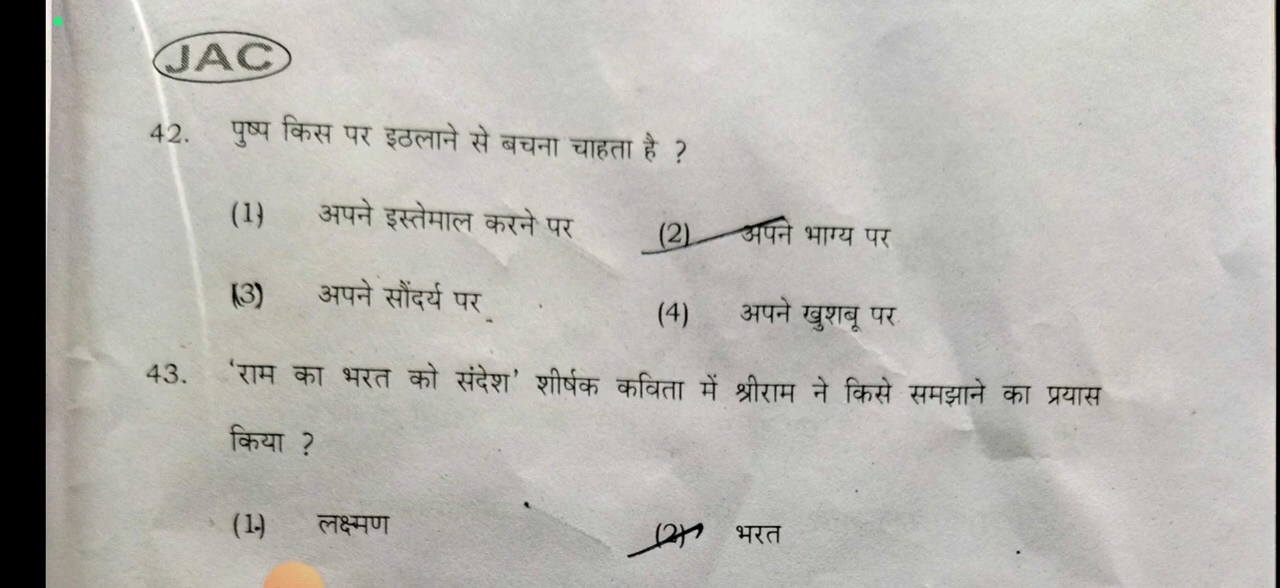 JAC
42. पुष्प किस पर इठलाने से बचना चाहता है ?
(1) अपने इस्तेमाल करने पर (2) अपने भाग्य पर
(3) अपने सौंदर्य पर (4) अपने खुशबू पर
43. ‘राम का भरत को संदेश’ शीर्षक कविता में श्रीराम ने किसे समझाने का प्रयास
किया ?
(1) लक्ष्मण (2) भरत